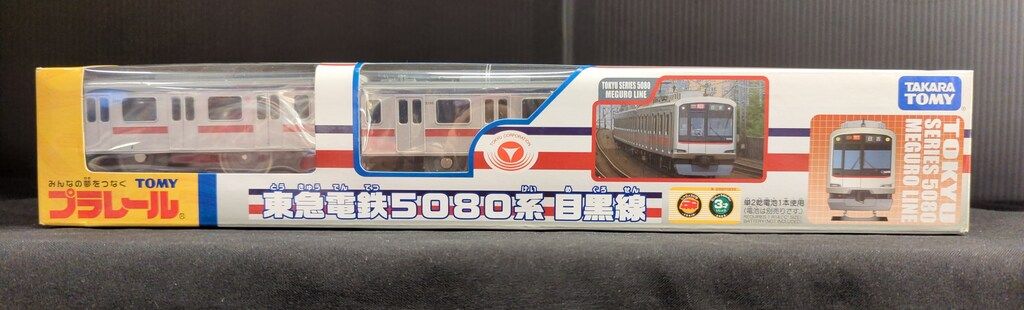 みんなの夢をつなぐ TOMY
プラレール®
TOKYU CORPORATION
TOKYU SERIES 5080
MEGURO LINE
TAKARA
TOMY
TOKYU
SERIES 5080
MEGURO LINE
とう きゅう でん てつ けい め ぐろ せん
東急電鉄5080系 目黒線
単2乾電池1本使用
(電池は別売りです。)